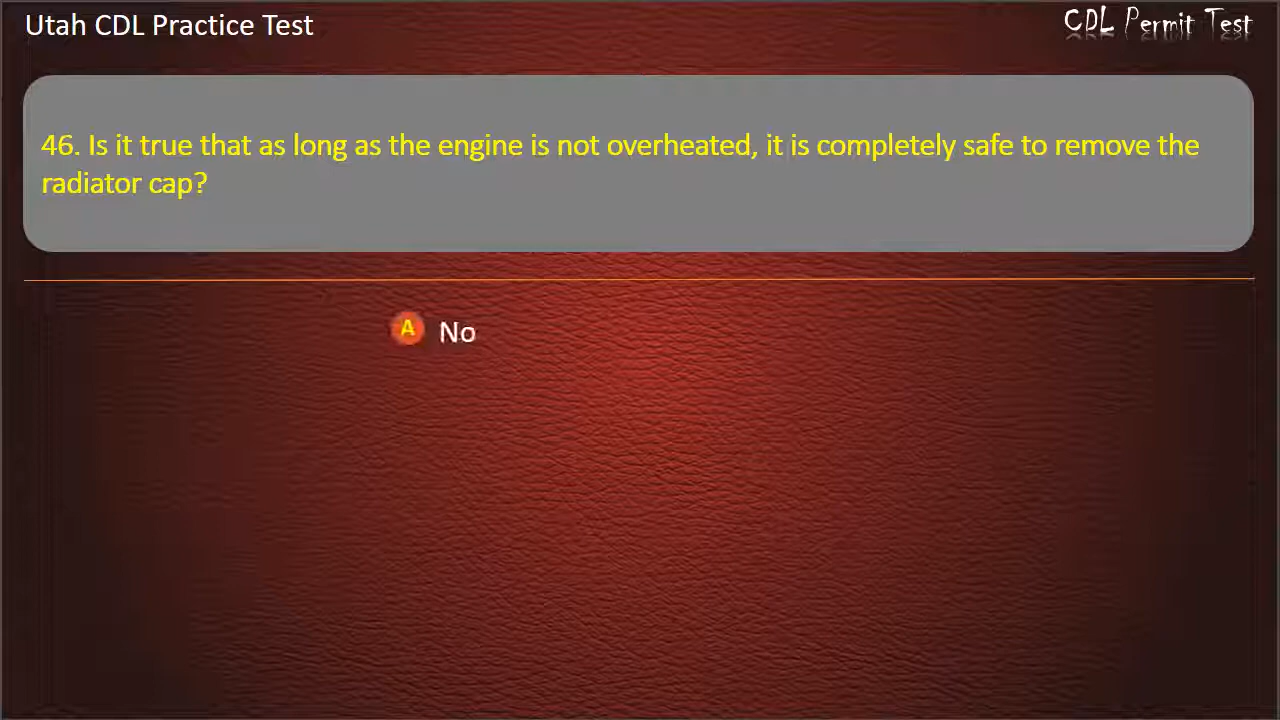 Utah CDL Practice Test
CDL Permit Test
46. Is it true that as long as the engine is not overheated, it is completely safe to remove the
radiator cap?
A No